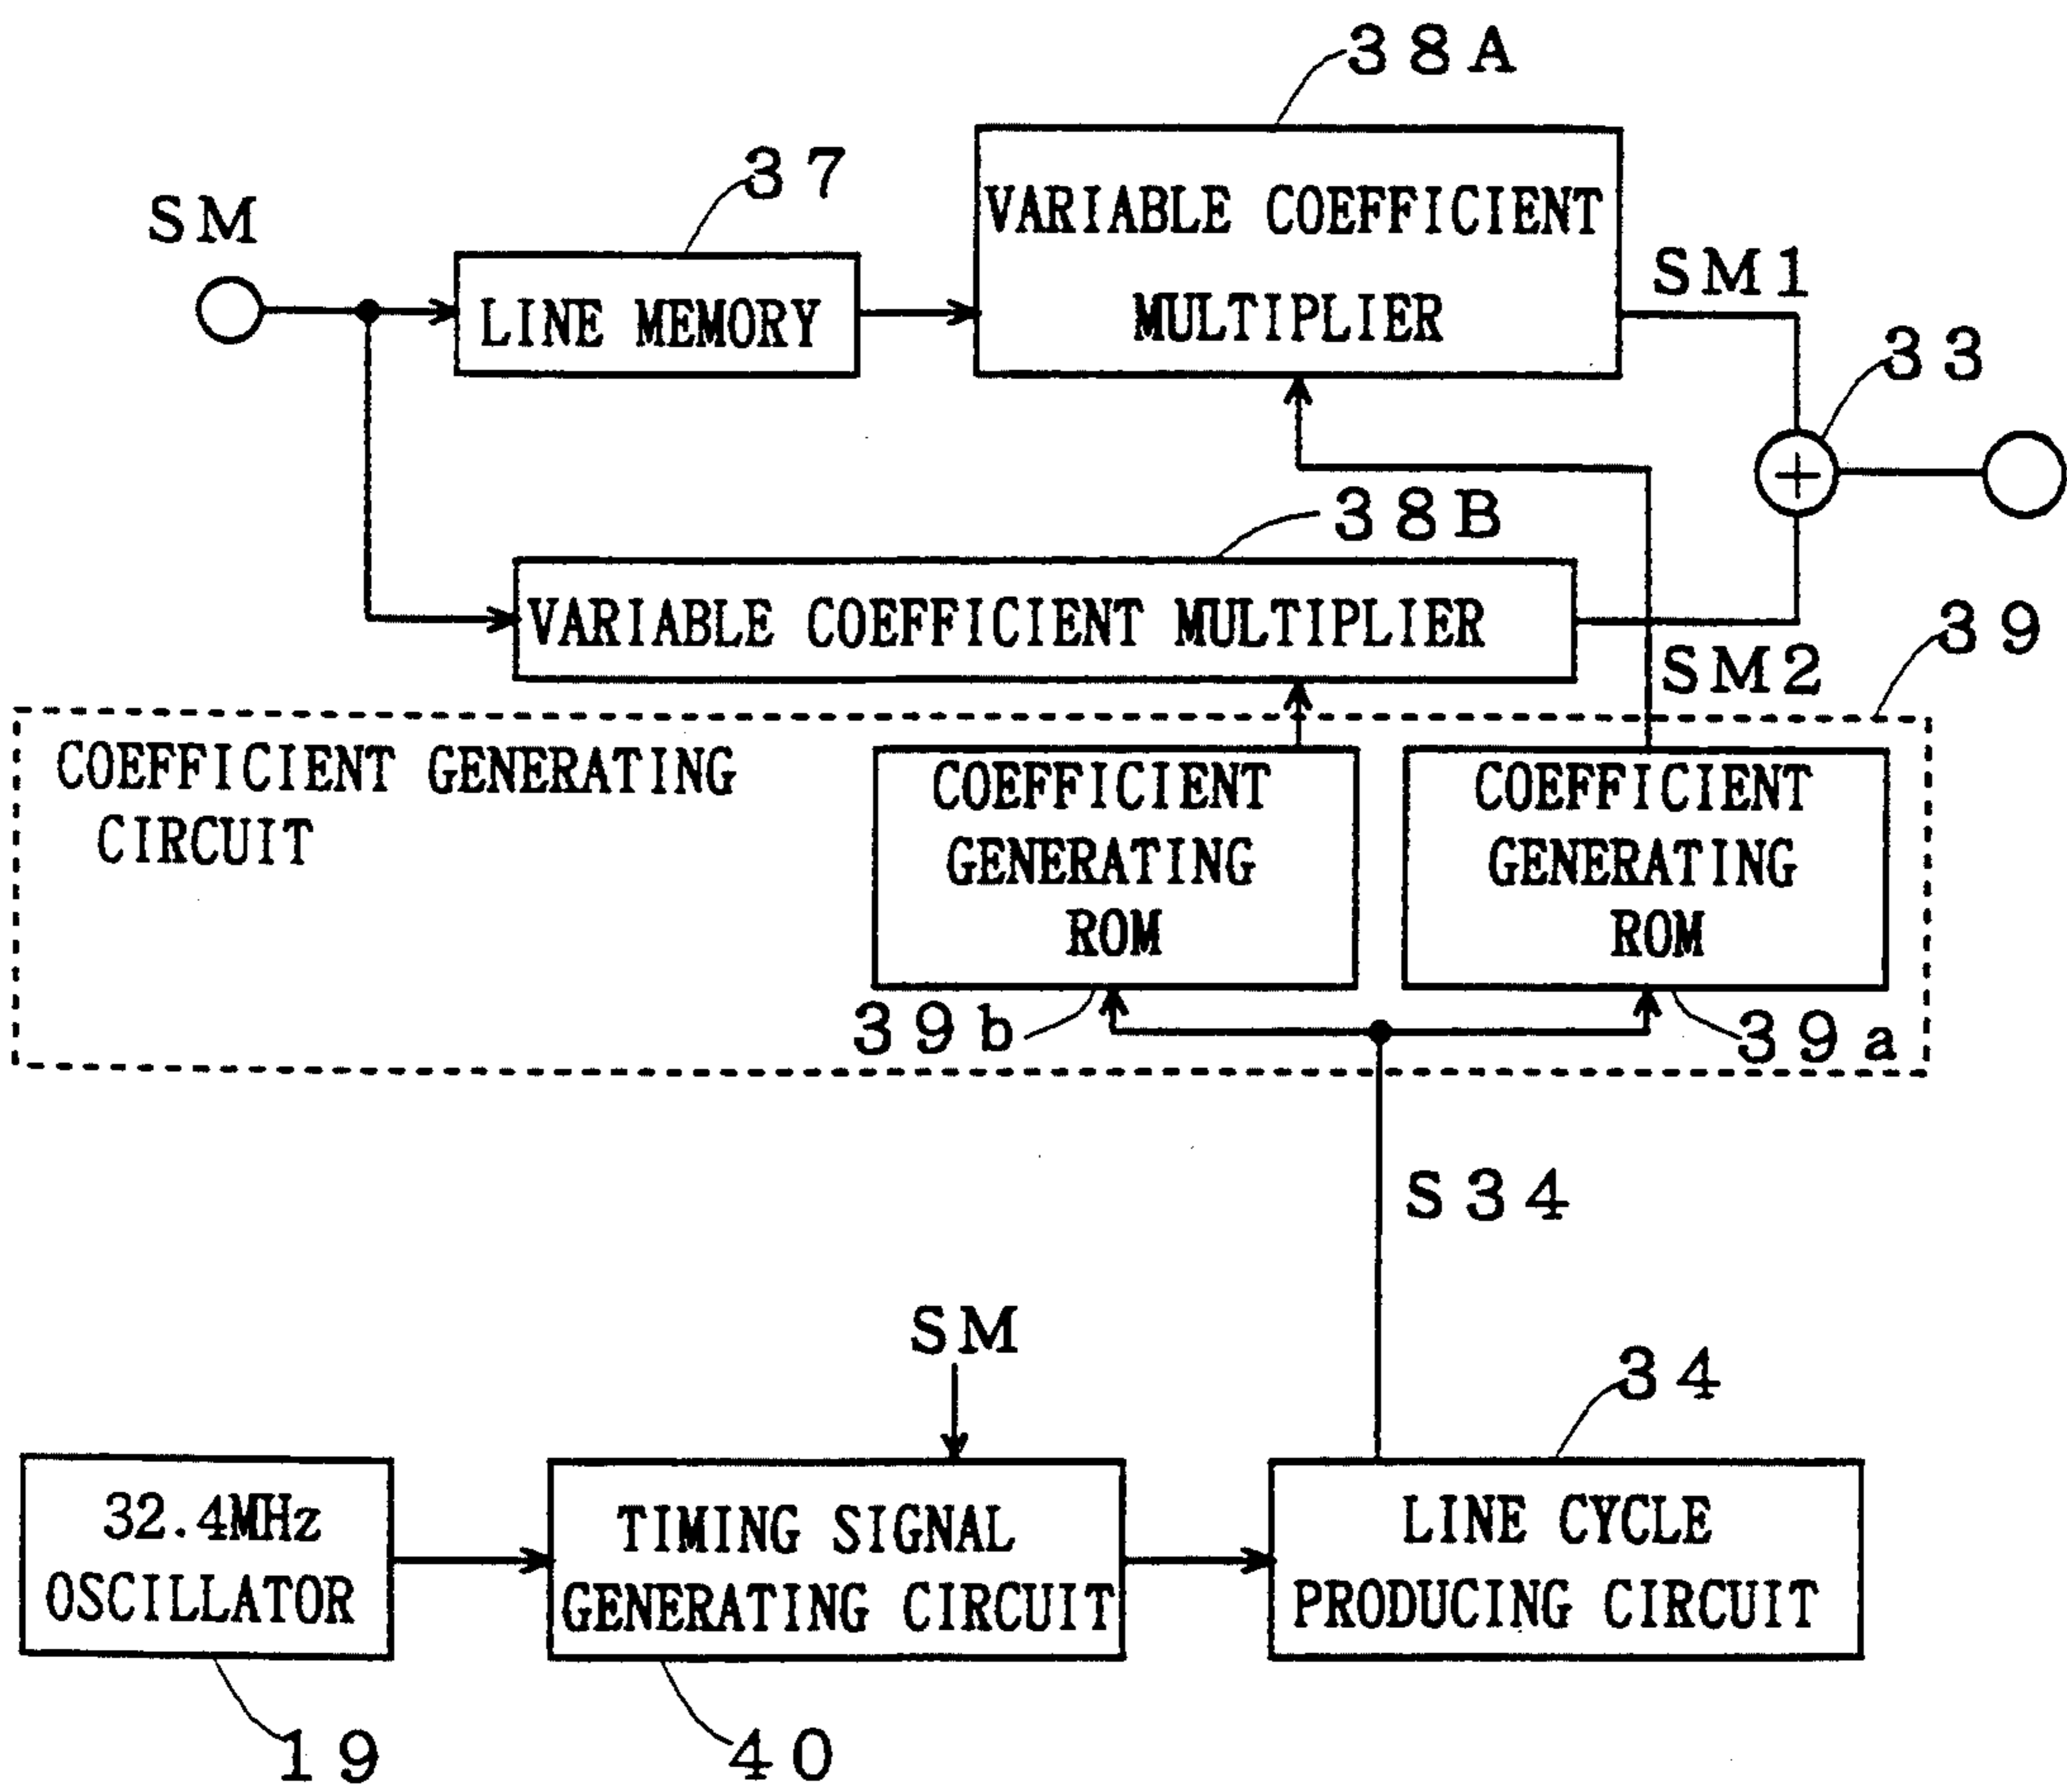 38A
37
SM
VARIABLE COEFFICIENT
MULTIPLIER
LINE MEMORY
SM1
33
+
38B
VARIABLE COEFFICIENT MULTIPLIER
SM2
39
COEFFICIENT GENERATING
CIRCUIT
COEFFICIENT
GENERATING
ROM
COEFFICIENT
GENERATING
ROM
39b
39a
S34
SM
34
32.4MHz
OSCILLATOR
TIMING SIGNAL
GENERATING CIRCUIT
LINE CYCLE
PRODUCING CIRCUIT
19
40